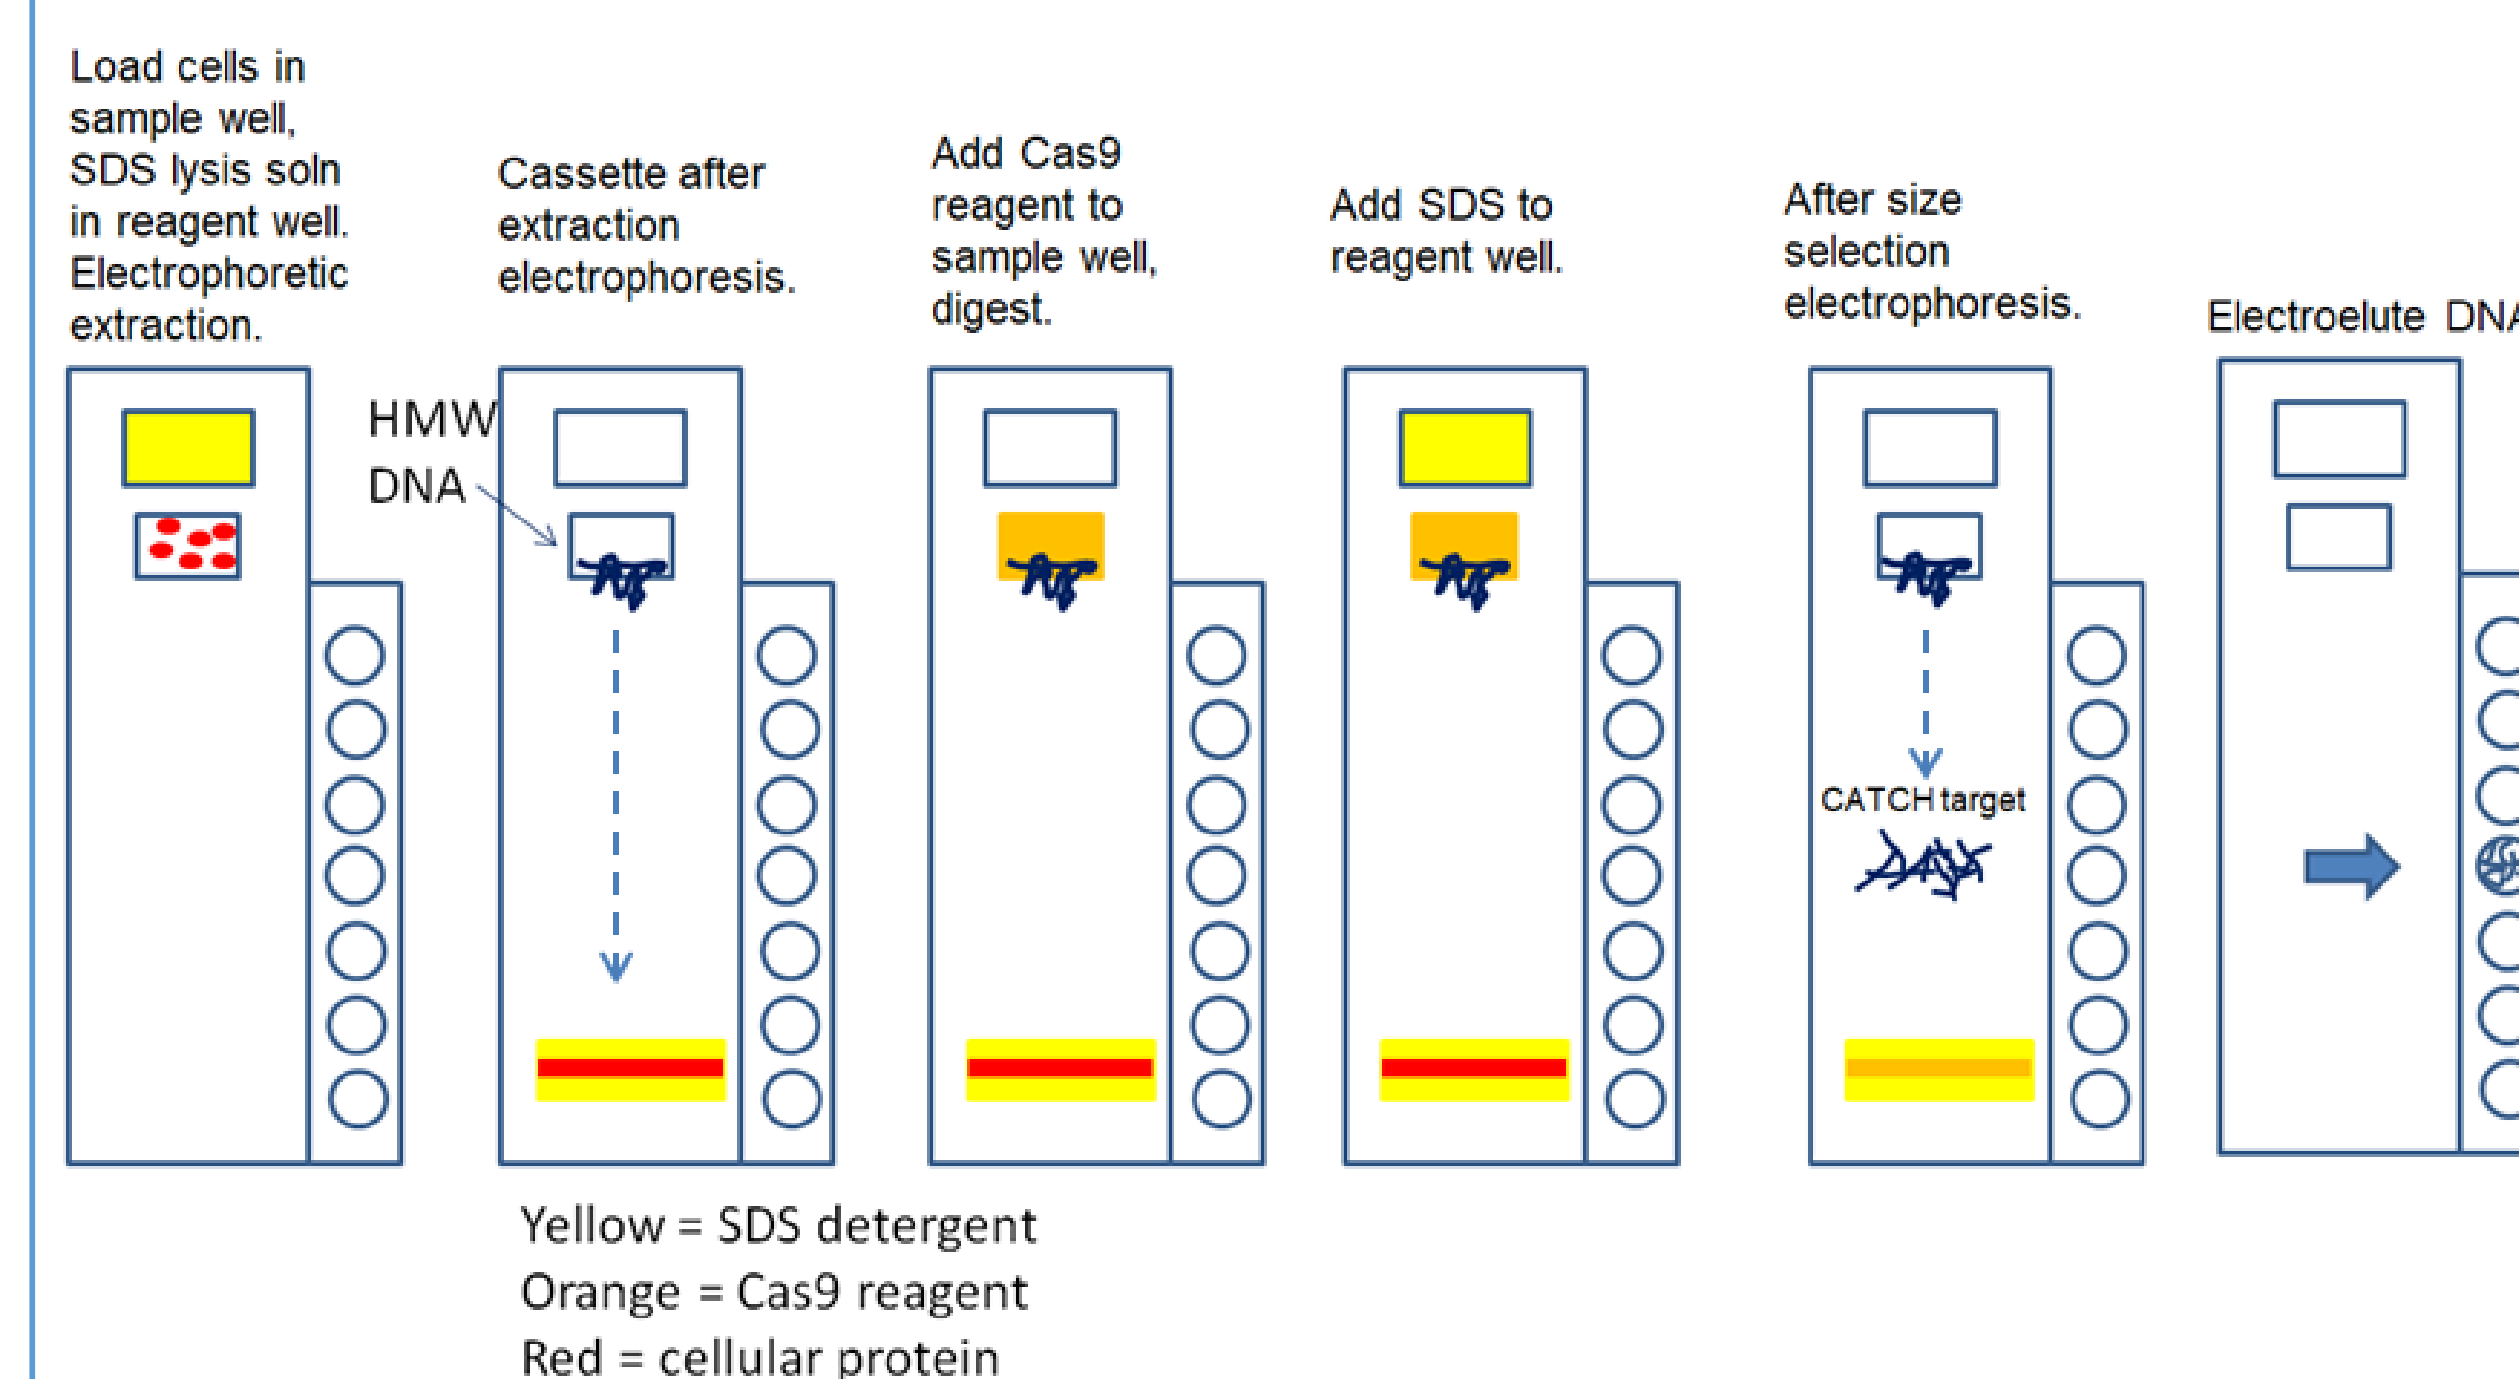 Load cells in
sample well,
SDS lysis soln
in reagent well.
Electrophoretic
extraction.
Cassette after
extraction
electrophoresis.
Add Cas9
reagent to
sample well,
digest.
Add SDS to
reagent well.
After size
selection
electrophoresis.
Electroelute DNA
HMW
DNA
CATCH target
Yellow = SDS detergent
Orange = Cas9 reagent
Red = cellular protein